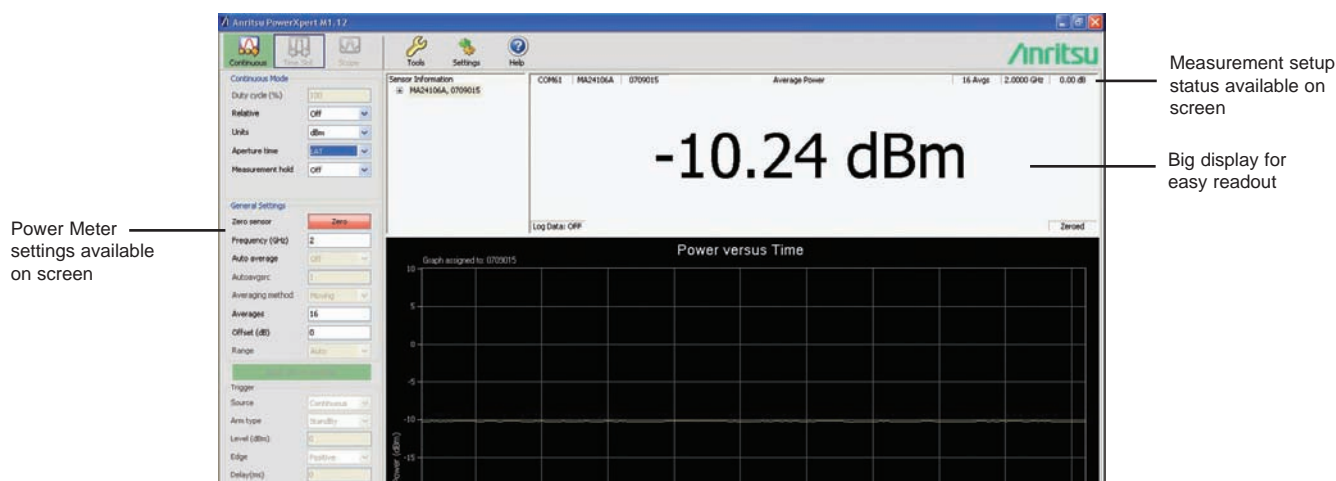 Anritsu PowerXpert M1.12
Continuous
Time Slot
Scope
Tools
Settings
Help
Anritsu
Continuous Mode
Duty cycle (%) 100
Relative Off
Units dBm
Aperture time
Measurement hold Off
General Settings
Zero sensor Zero
Frequency (GHz) 2
Auto average Off
Autoavgsrc 1
Averaging method Moving
Averages 16
Offset (dB) 0
Range Auto
Trigger
Source Continuous
Arm type Standby
Level (dBm) 0
Edge Positive
Delay(ms) 0
Sensor Information
MA24106A, 0709015
COM61 MA24106A 0709015 Average Power 16 Avgs 2.0000 GHz 0.00 dB
-10.24 dBm
Log Data: OFF Zeroed
Power versus Time
Graph assigned to: 0709015
10
5
0
-5
-10
-15
Power (dBm)
Power Meter
settings available
on screen
Measurement setup
status available on
screen
Big display for
easy readout